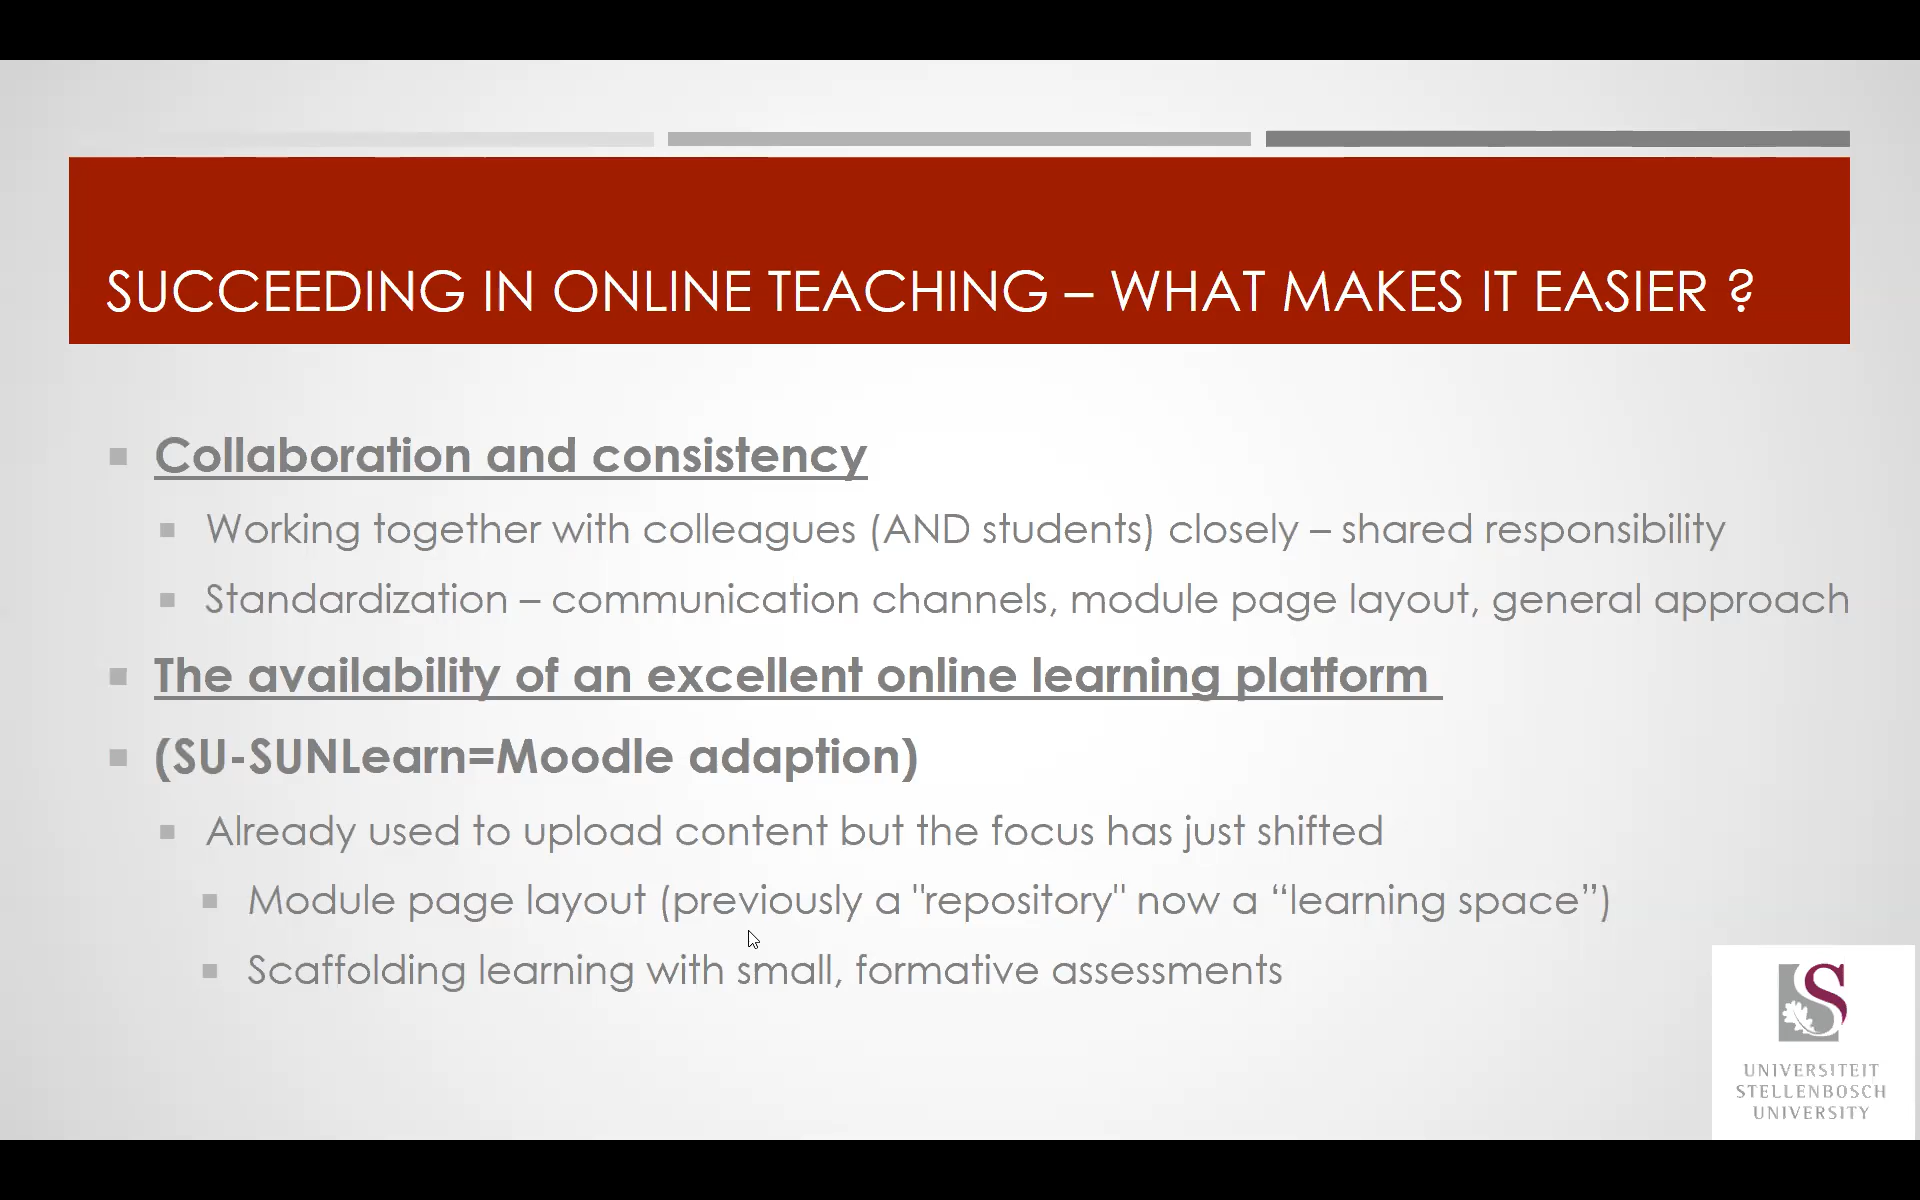 SUCCEEDING IN ONLINE TEACHING – WHAT MAKES IT EASIER ?
Collaboration and consistency
Working together with colleagues (AND students) closely – shared responsibility
Standardization – communication channels, module page layout, general approach
The availability of an excellent online learning platform
(SU-SUNLearn=Moodle adaption)
Already used to upload content but the focus has just shifted
Module page layout (previously a "repository" now a “learning space”)
Scaffolding learning with small, formative assessments
S
UNIVERSITEIT
STELLENBOSCH
UNIVERSITY